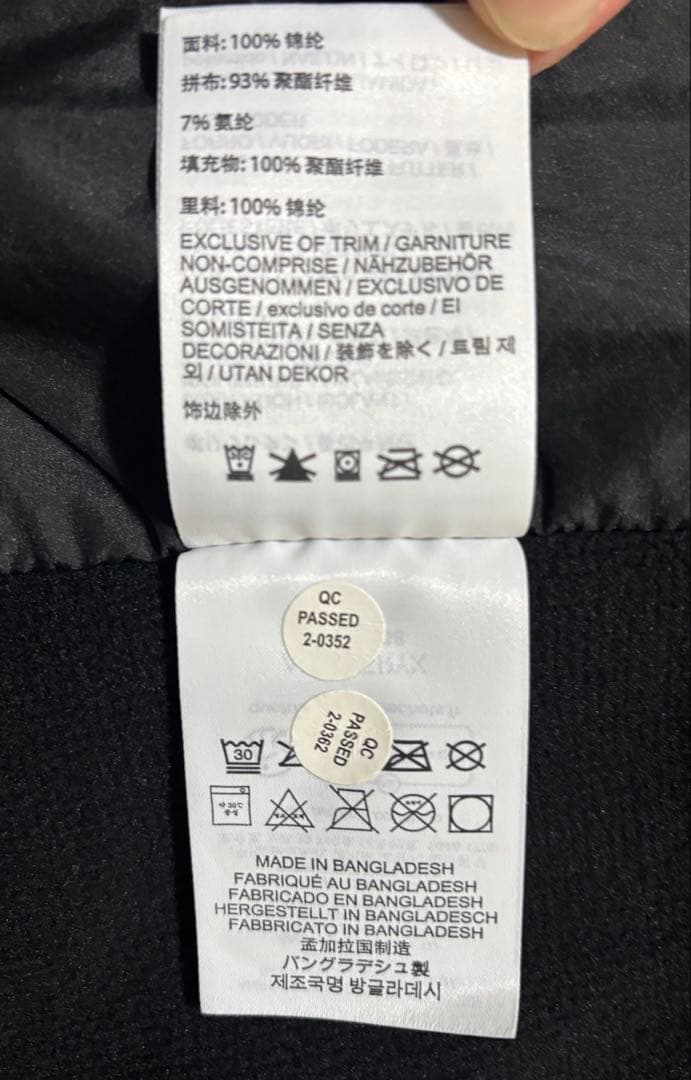 面料: 100% 锦纶
拼布: 93% 聚酯纤维
7% 氨纶
填充物: 100% 聚酯纤维
里料: 100% 锦纶
EXCLUSIVE OF TRIM / GARNITURE
NON-COMPRISE / NÄHZUBEHÖR
AUSGENOMMEN / EXCLUSIVO DE
CORTE / exclusivo de corte / EI
SOMISTEITA / SENZA
DECORAZIONI / 装飾を除く / 트림 제
외 / UTAN DEKOR
饰边除外
QC
PASSED
2-0352
QC
PASSED
2-0362
30
약 30℃
중성
MADE IN BANGLADESH
FABRIQUÉ AU BANGLADESH
FABRICADO EN BANGLADESH
HERGESTELLT IN BANGLADESCH
FABBRICATO IN BANGLADESH
孟加拉国制造
バングラデシュ製
제조국명 방글라데시